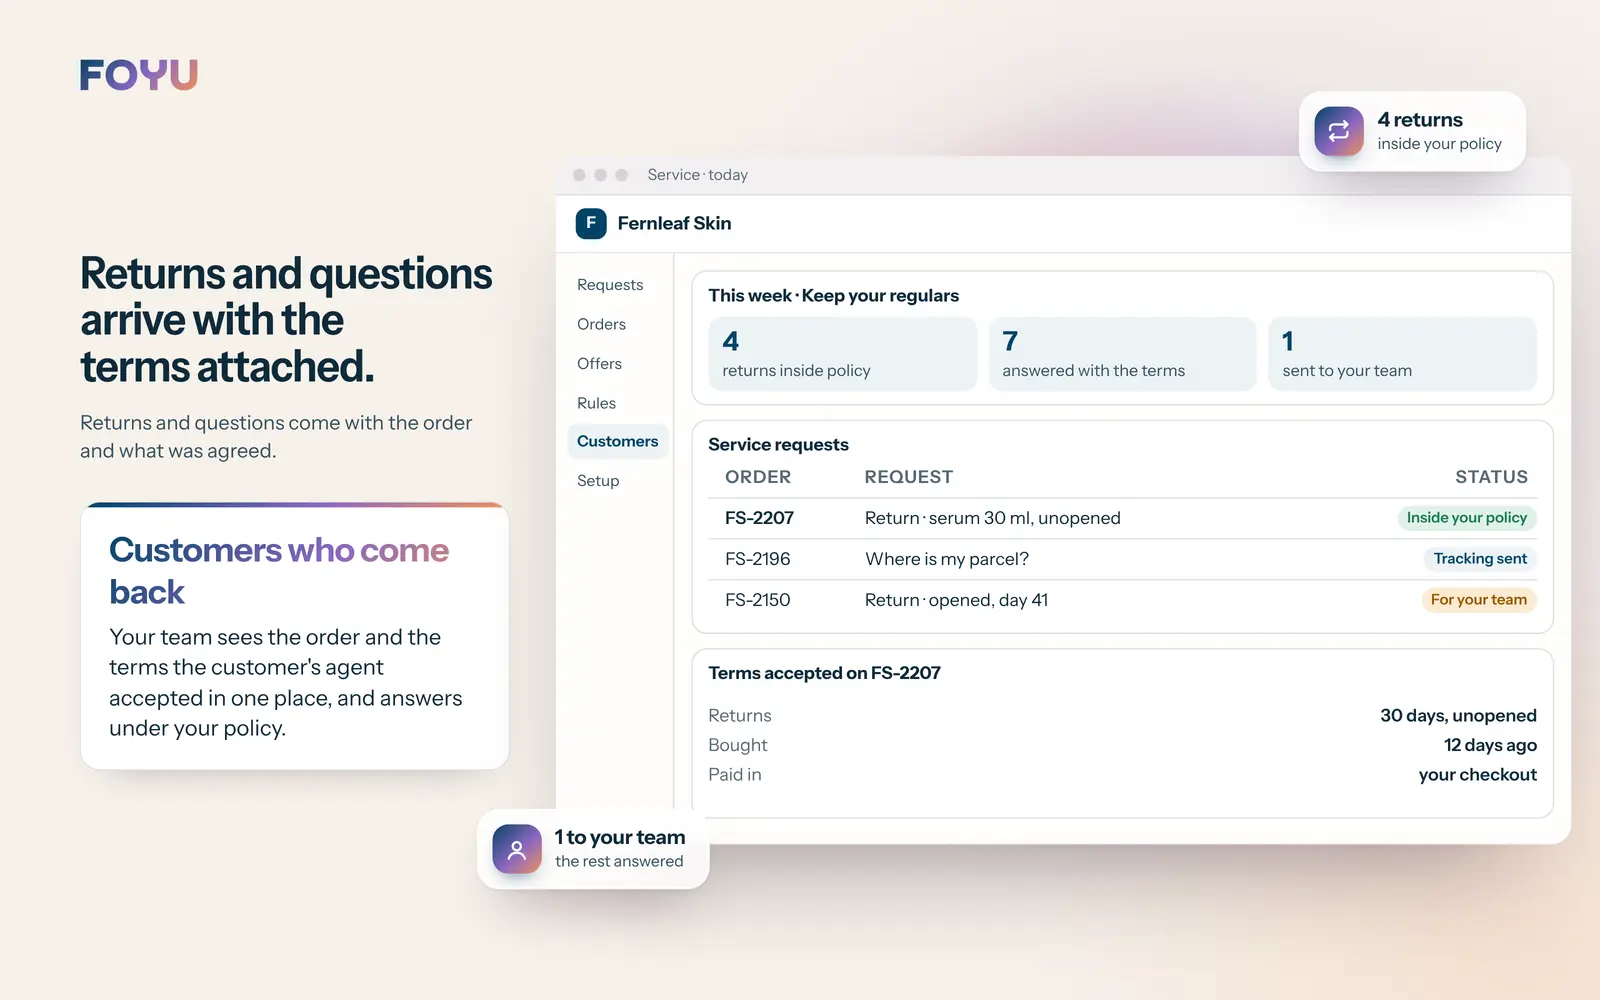 FOYU
Returns and questions
arrive with the
terms attached.
Returns and questions come with the order
and what was agreed.
Customers who come
back
Your team sees the order and the
terms the customer's agent
accepted in one place, and answers
under your policy.
4 returns
inside your policy
Service · today
F Fernleaf Skin
Requests
Orders
Offers
Rules
Customers
Setup
This week · Keep your regulars
4
returns inside policy
7
answered with the terms
1
sent to your team
Service requests
ORDER REQUEST STATUS
FS-2207 Return · serum 30 ml, unopened Inside your policy
FS-2196 Where is my parcel? Tracking sent
FS-2150 Return · opened, day 41 For your team
Terms accepted on FS-2207
Returns 30 days, unopened
Bought 12 days ago
Paid in your checkout
1 to your team
the rest answered